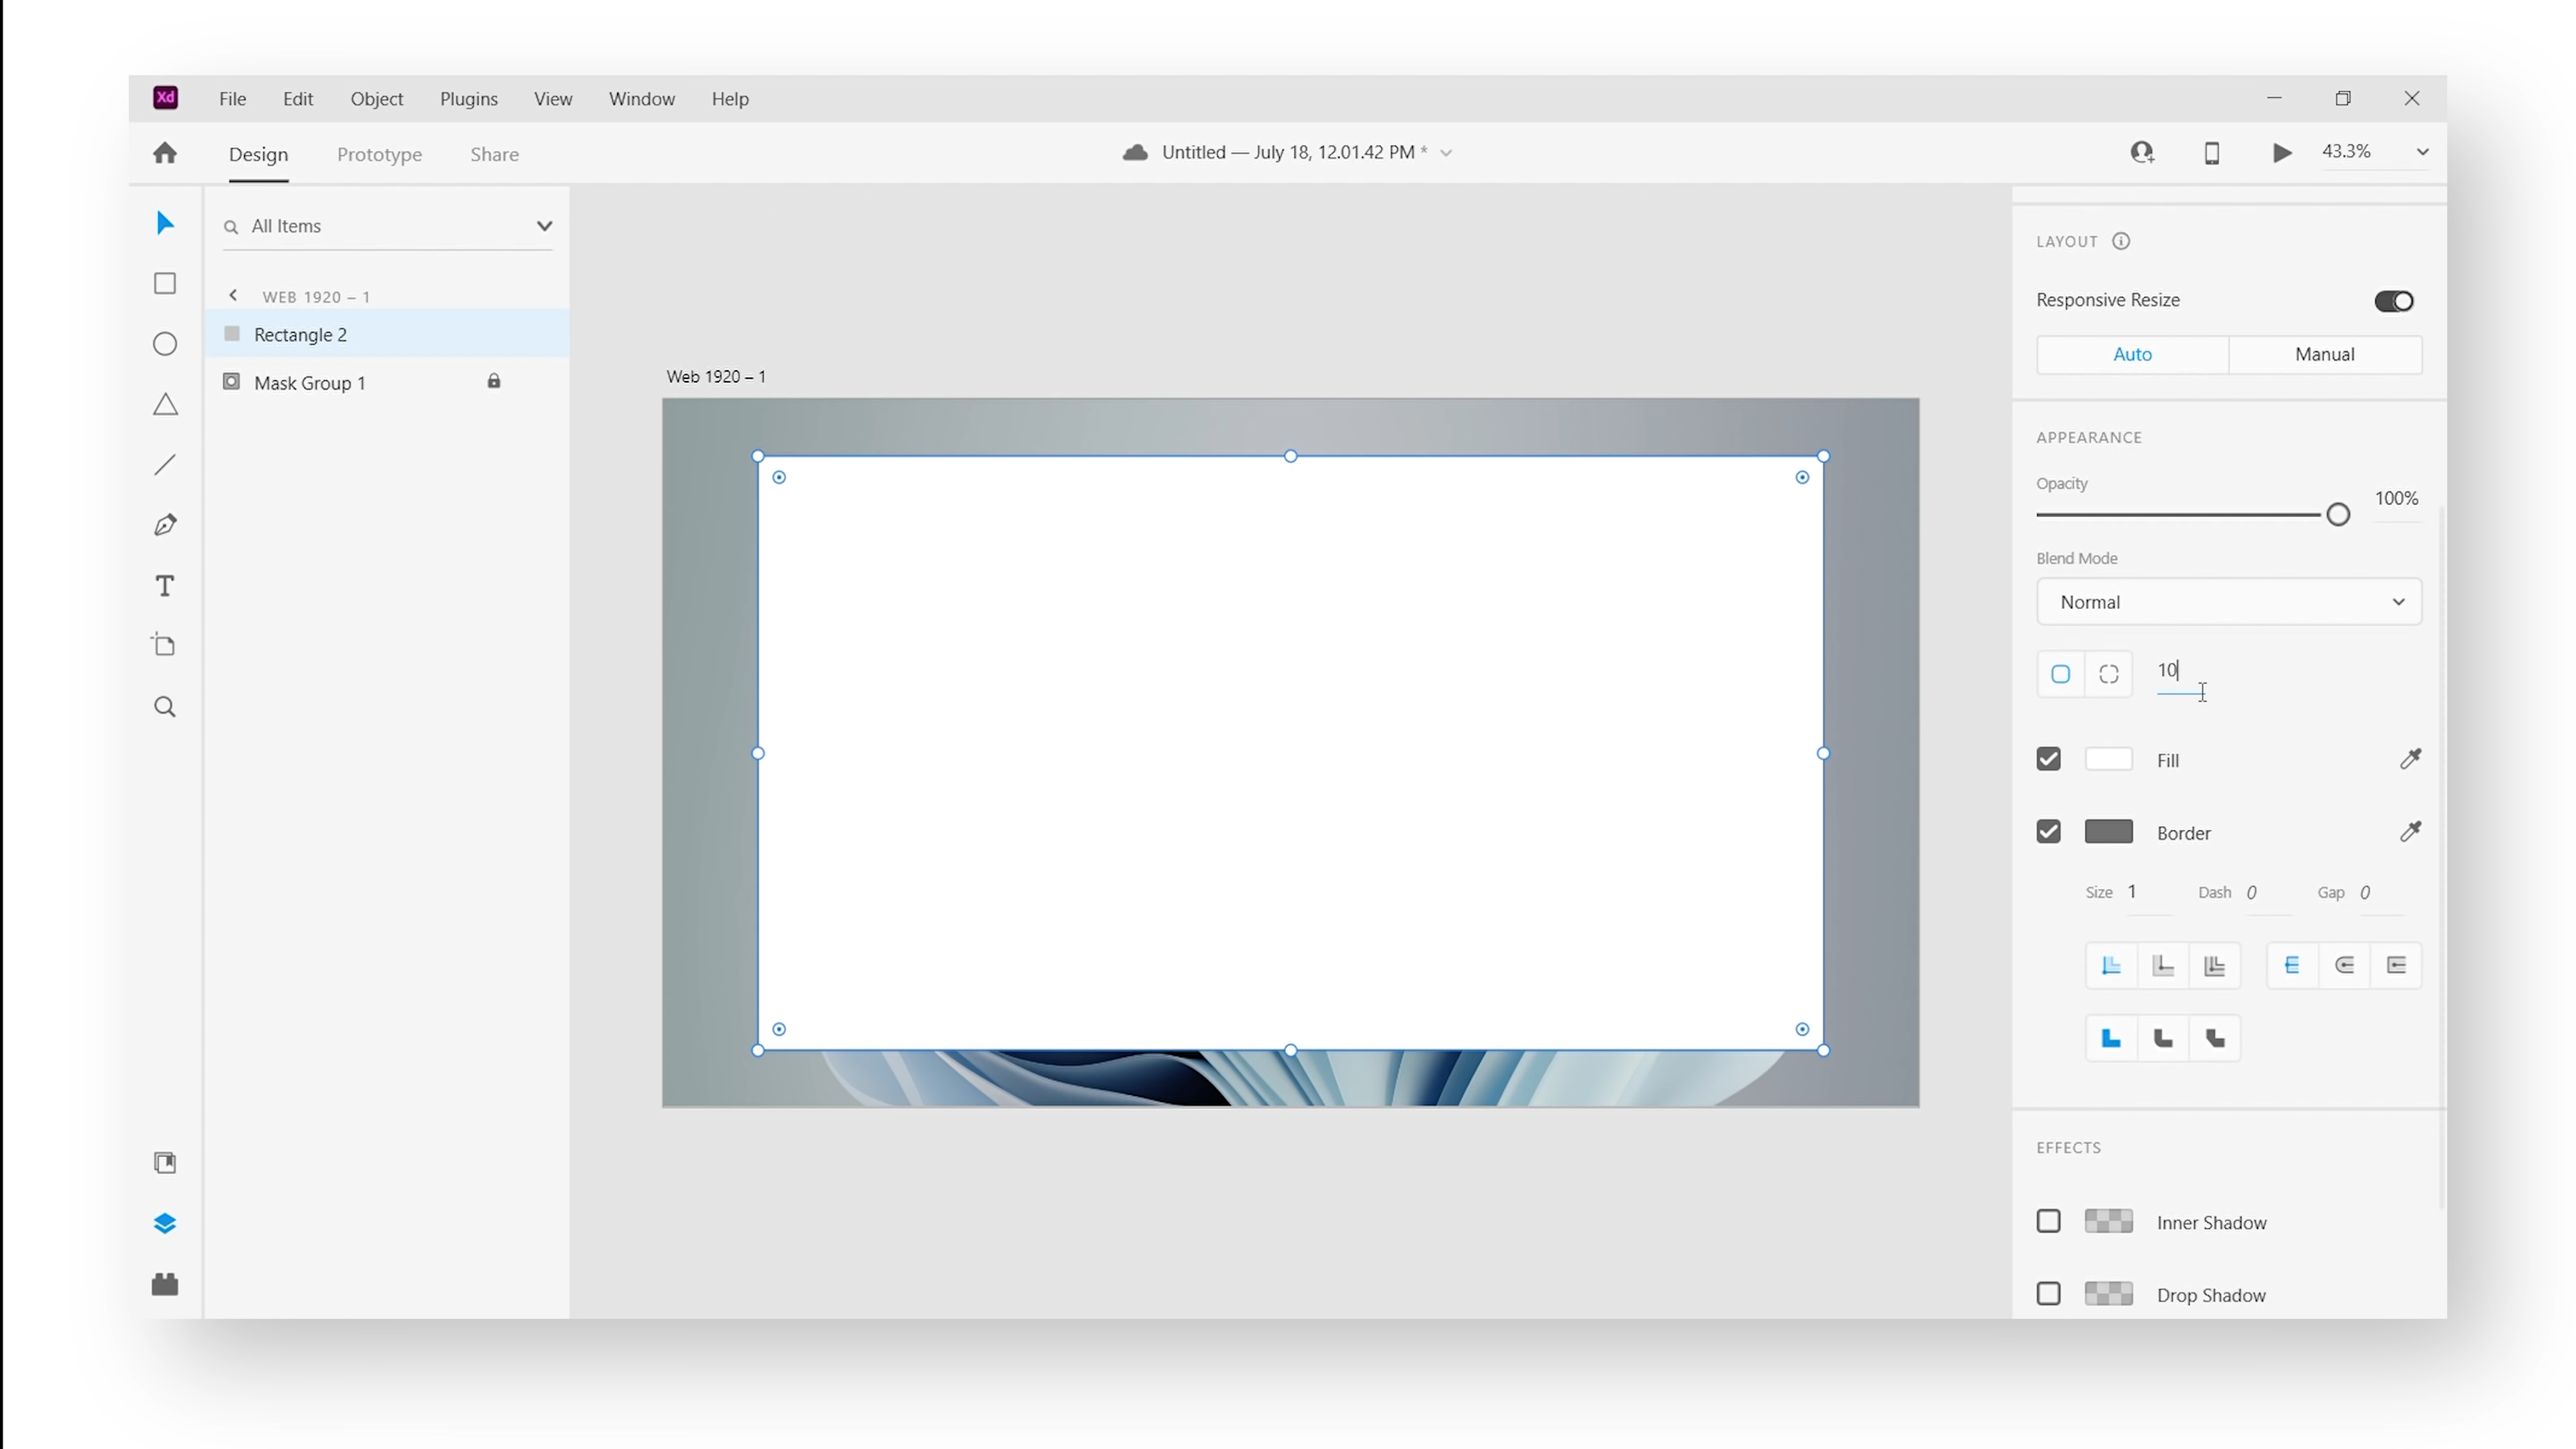 Xd File Edit Object Plugins View Window Help
Design Prototype Share Untitled — July 18, 12.01.42 PM * 43.3%
All Items
WEB 1920 – 1
Rectangle 2
Mask Group 1
Web 1920 – 1
LAYOUT
Responsive Resize
Auto Manual
APPEARANCE
Opacity
100%
Blend Mode
Normal
10
Fill
Border
Size 1 Dash 0 Gap 0
EFFECTS
Inner Shadow
Drop Shadow